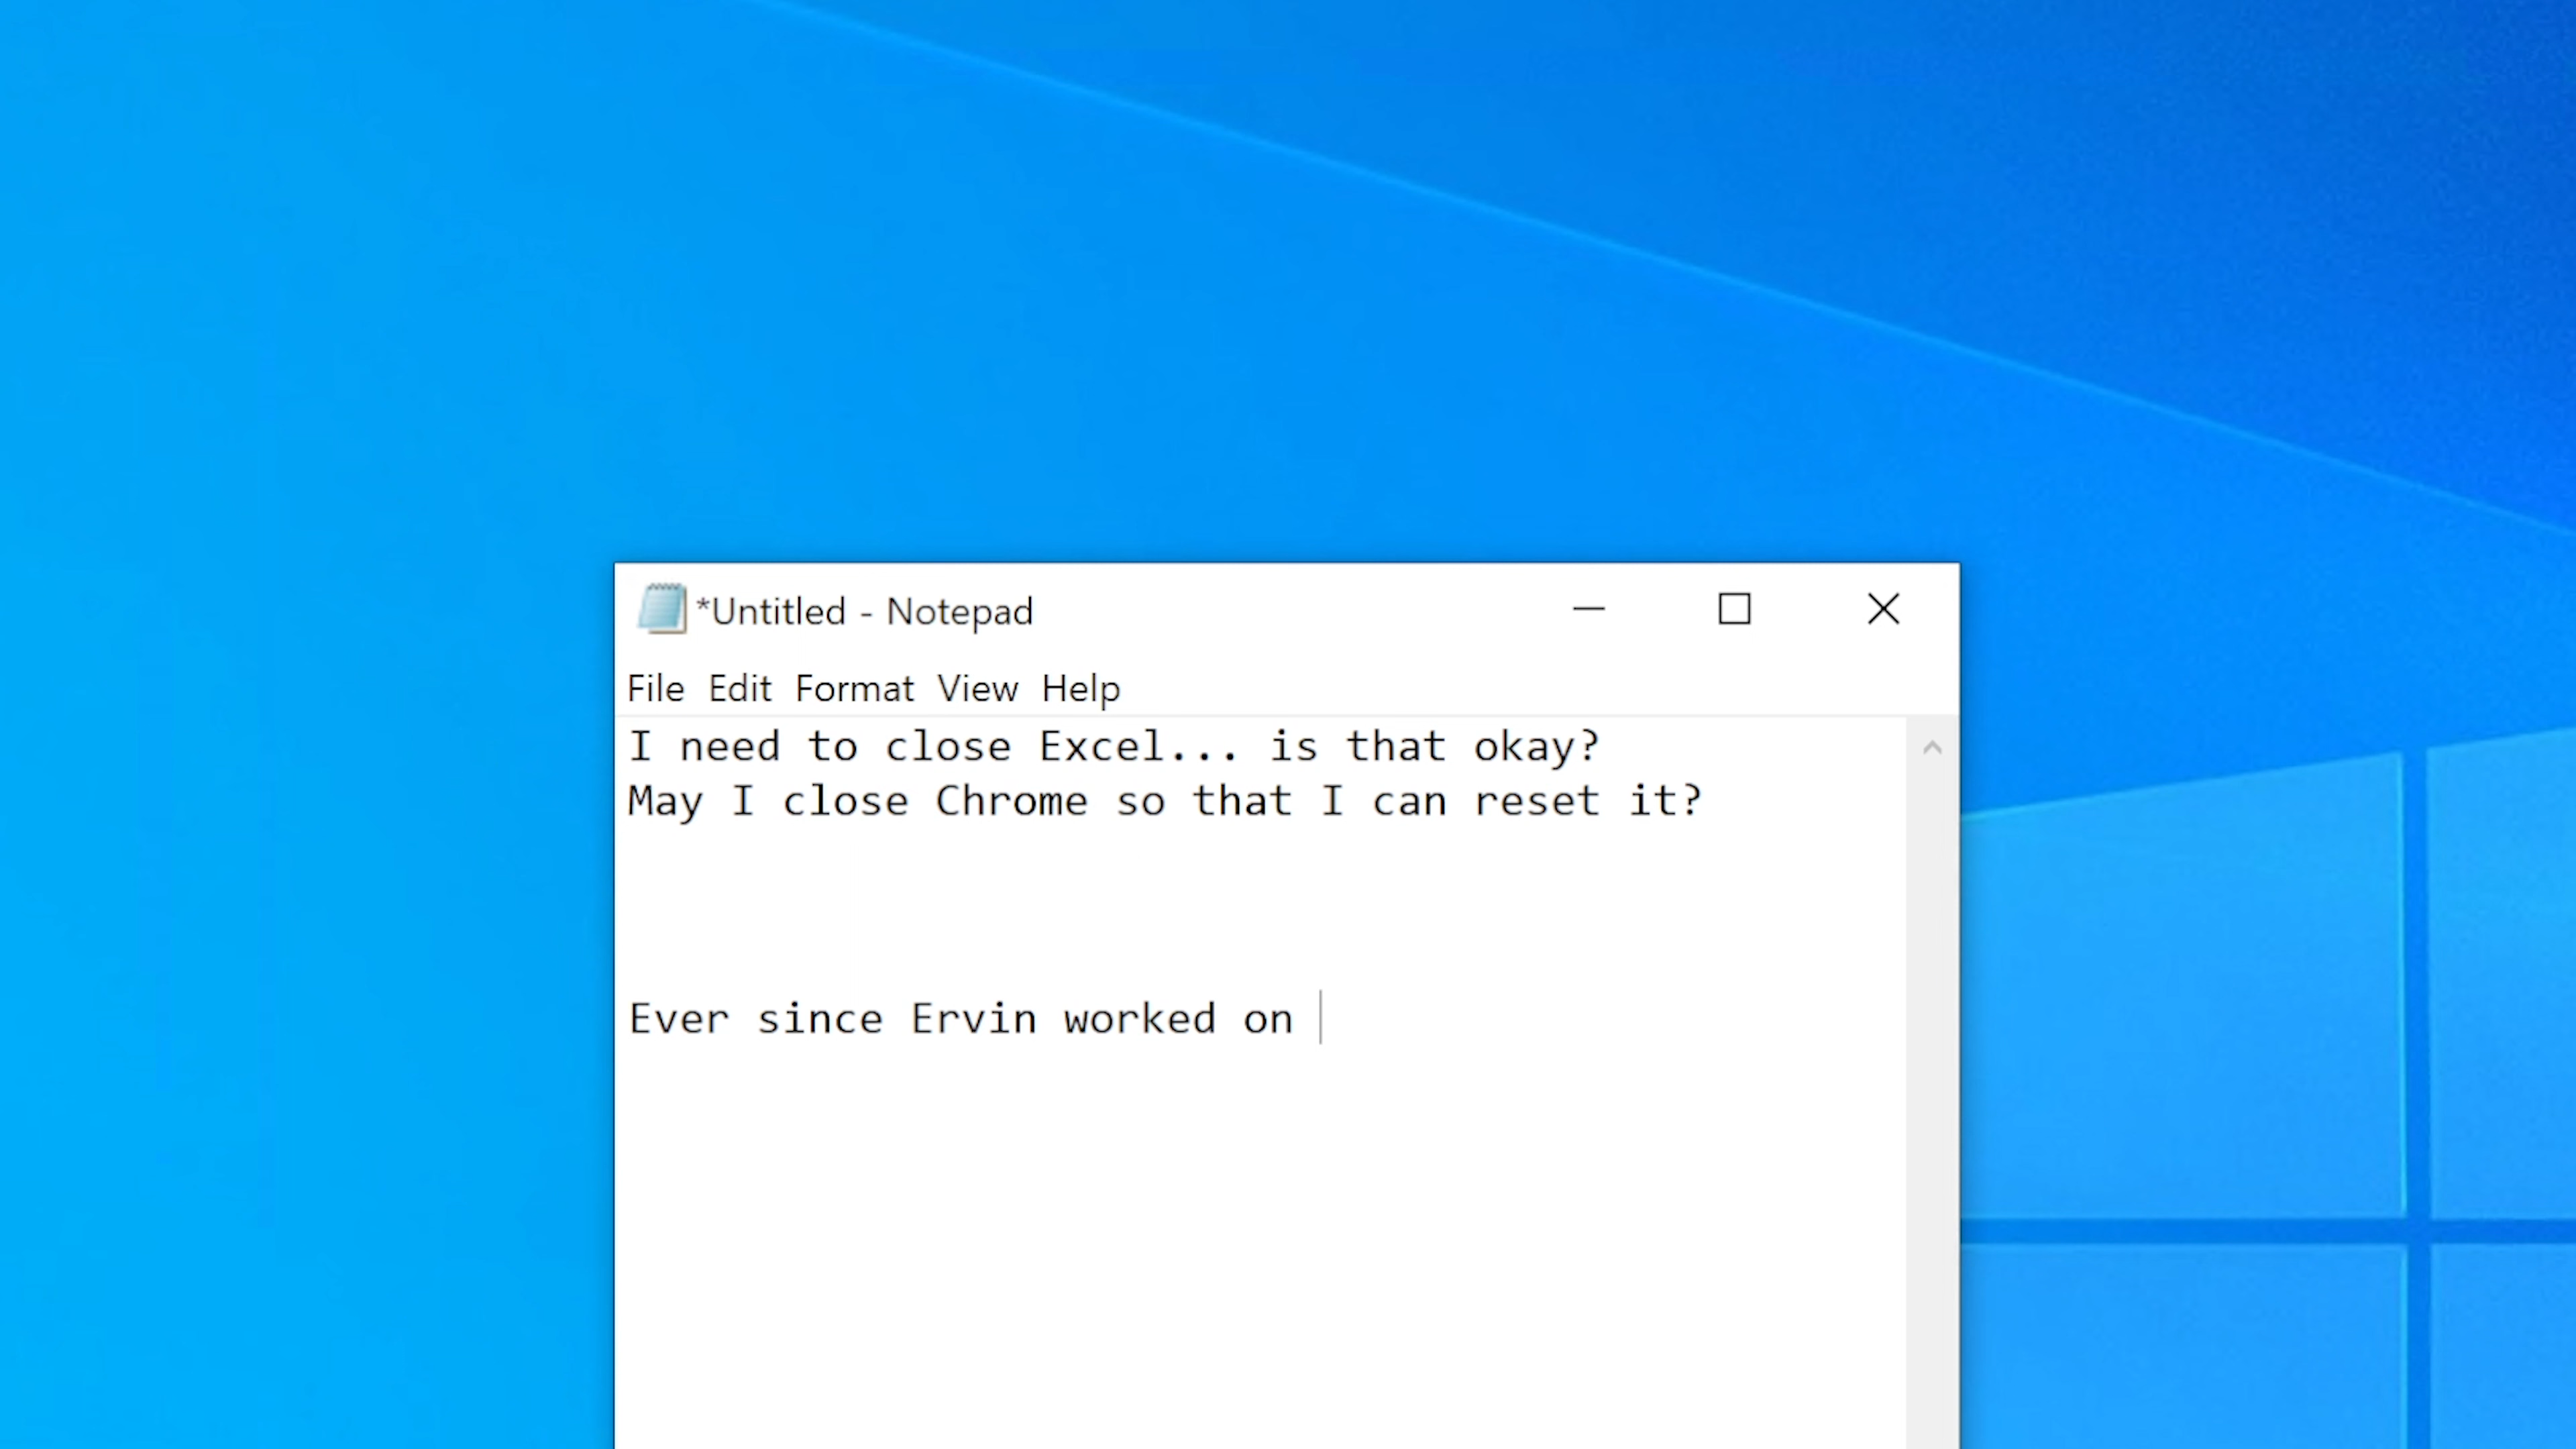 *Untitled - Notepad
File Edit Format View Help
I need to close Excel... is that okay?
May I close Chrome so that I can reset it?
Ever since Ervin worked on